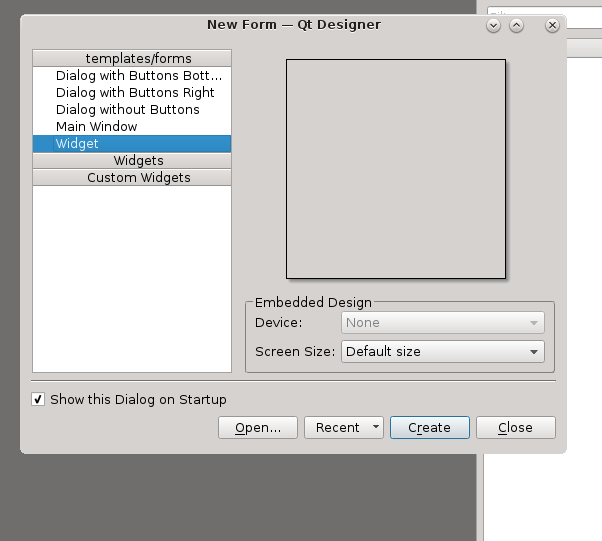 New Form — Qt Designer
templates/forms
Dialog with Buttons Bott...
Dialog with Buttons Right
Dialog without Buttons
Main Window
Widget
Widgets
Custom Widgets
Embedded Design
Device: None
Screen Size: Default size
Show this Dialog on Startup
Open... Recent Create Close